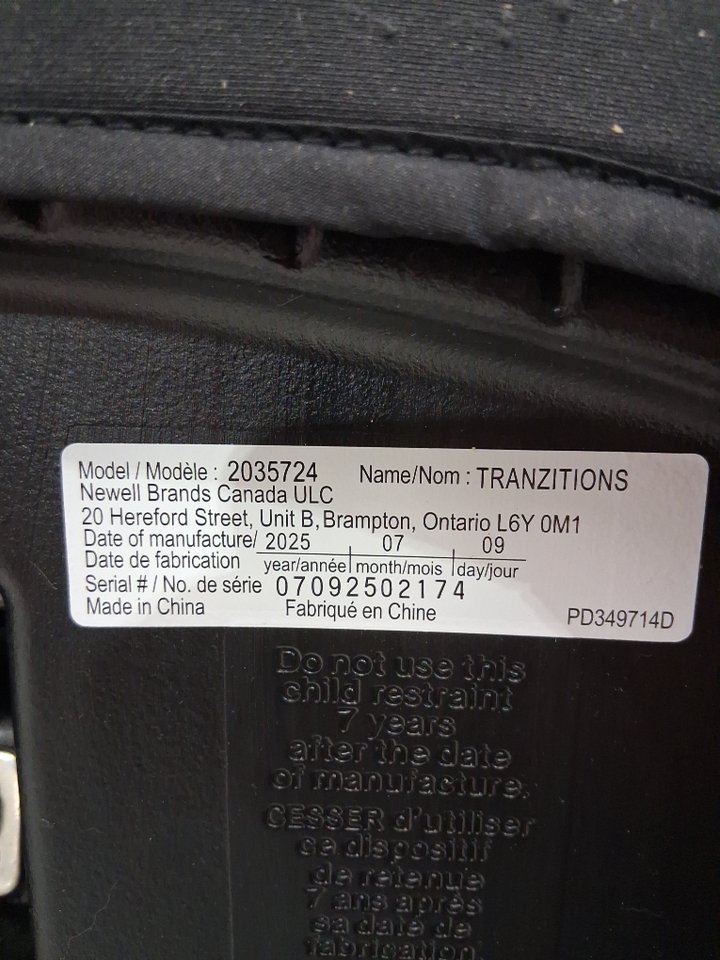 Model / Modèle : 2035724 Name/Nom : TRANZITIONS
Newell Brands Canada ULC
20 Hereford Street, Unit B, Brampton, Ontario L6Y 0M1
Date of manufacture/ 2025 07 09
Date de fabrication year/année month/mois day/jour
Serial # / No. de série 07092502174
Made in China Fabriqué en Chine PD349714D
Do not use this
child restraint
7 years
after the date
of manufacture.
CESSER d'utiliser
ce dispositif
de retenue
7 ans après
sa date de
fabrication.